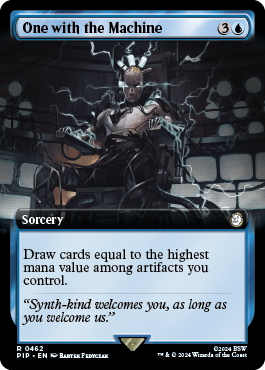 One with the Machine 3
Sorcery
Draw cards equal to the highest
mana value among artifacts you
control.
“Synth-kind welcomes you, as long as
you welcome us.”
R 0462
PIP • EN Bartek Fedyczak
©2024 BSW
™ & © 2024 Wizards of the Coast